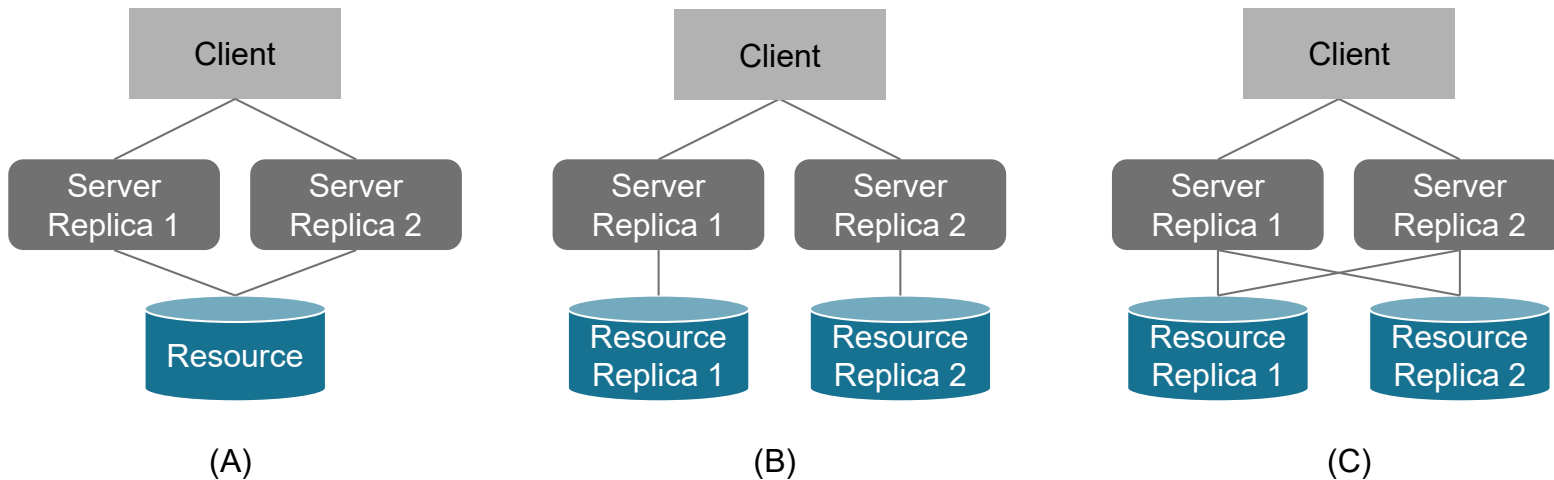 Client
Server
Replica 1
Server
Replica 2
Resource
(A)
Client
Server
Replica 1
Server
Replica 2
Resource
Replica 1
Resource
Replica 2
(B)
Client
Server
Replica 1
Server
Replica 2
Resource
Replica 1
Resource
Replica 2
(C)